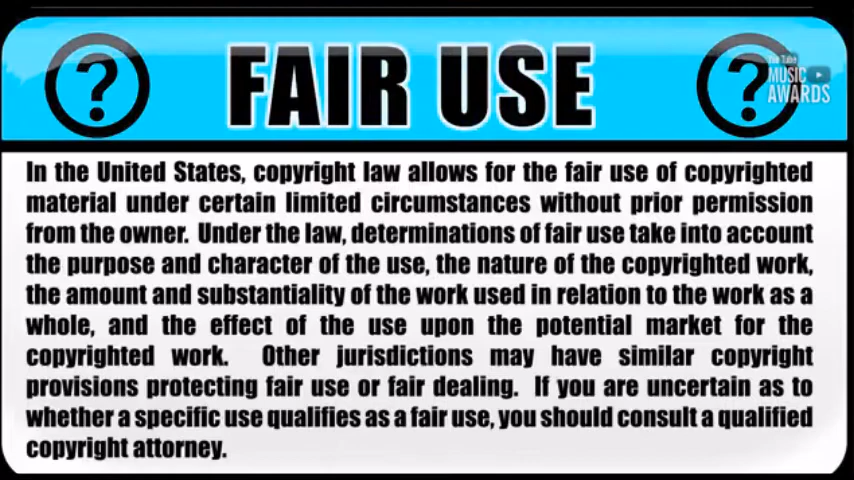 FAIR USE
? ?
You Tube
MUSIC
AWARDS
In the United States, copyright law allows for the fair use of copyrighted
material under certain limited circumstances without prior permission
from the owner. Under the law, determinations of fair use take into account
the purpose and character of the use, the nature of the copyrighted work,
the amount and substantiality of the work used in relation to the work as a
whole, and the effect of the use upon the potential market for the
copyrighted work. Other jurisdictions may have similar copyright
provisions protecting fair use or fair dealing. If you are uncertain as to
whether a specific use qualifies as a fair use, you should consult a qualified
copyright attorney.